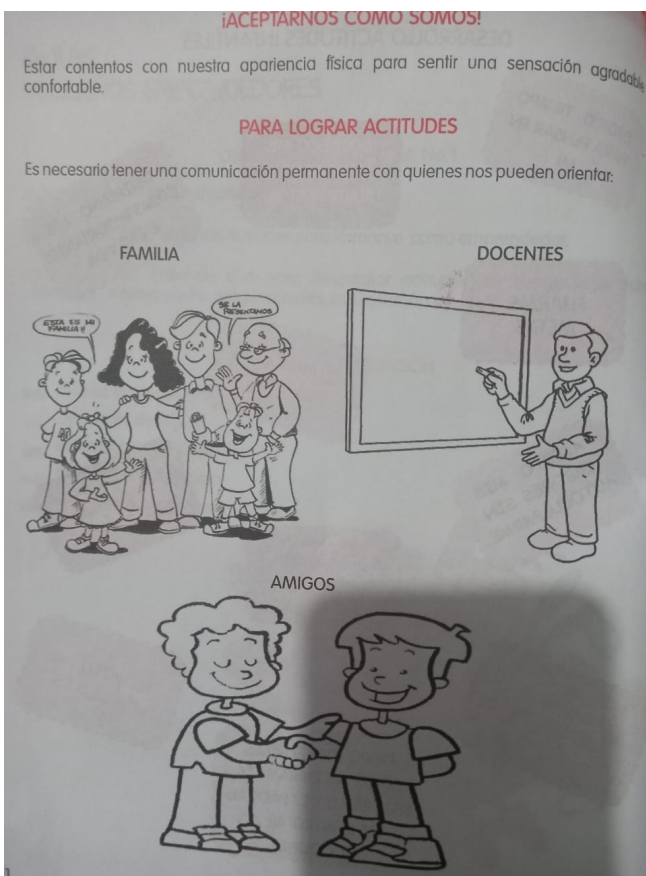 ¡ACEPTARNOS COMO SOMOS!
Estar contentos con nuestra apariencia física para sentir una sensación agradable
confortable.
PARA LOGRAR ACTITUDES
Es necesario tener una comunicación permanente con quienes nos pueden orientar:
FAMILIA
DOCENTES
ESTA ES MI
FAMILIA!!
SE LA
PRESENTAMOS
AMIGOS